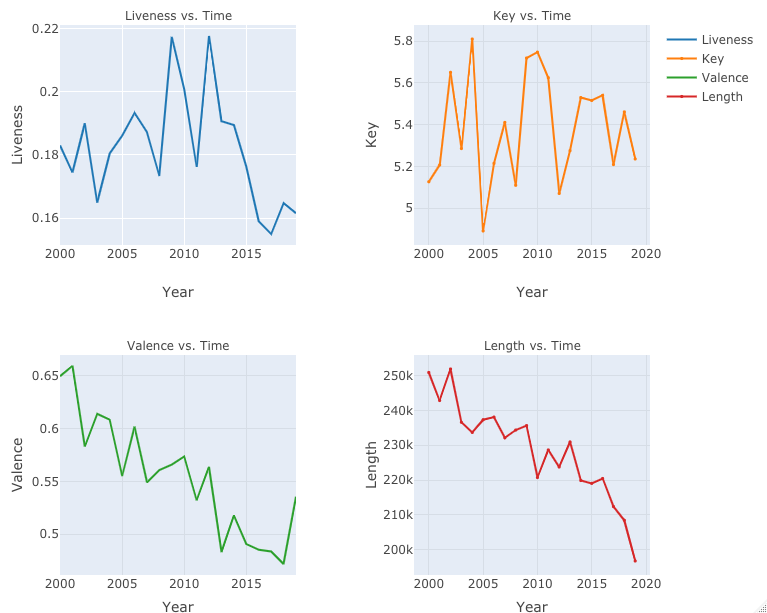 Liveness vs. Time
Key vs. Time
0.22
0.2
0.18
0.16
Liveness
2000 2005 2010 2015
Year
5.8
5.6
5.4
5.2
5
Key
2000 2005 2010 2015 2020
Year
Liveness
Key
Valence
Length
Valence vs. Time
Length vs. Time
0.65
0.6
0.55
0.5
Valence
2000 2005 2010 2015
Year
250k
240k
230k
220k
210k
200k
Length
2000 2005 2010 2015 2020
Year